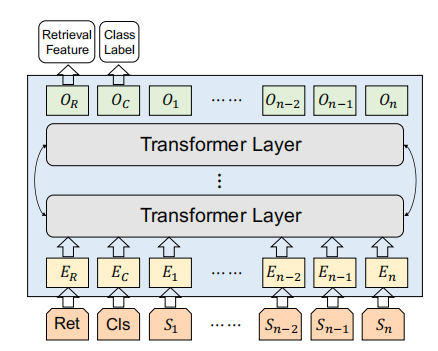 Retrieval Feature
Class Label
O_R O_C O_1 ...... O_{n-2} O_{n-1} O_n
Transformer Layer
⋮
Transformer Layer
E_R E_C E_1 ...... E_{n-2} E_{n-1} E_n
Ret Cls S_1 ...... S_{n-2} S_{n-1} S_n